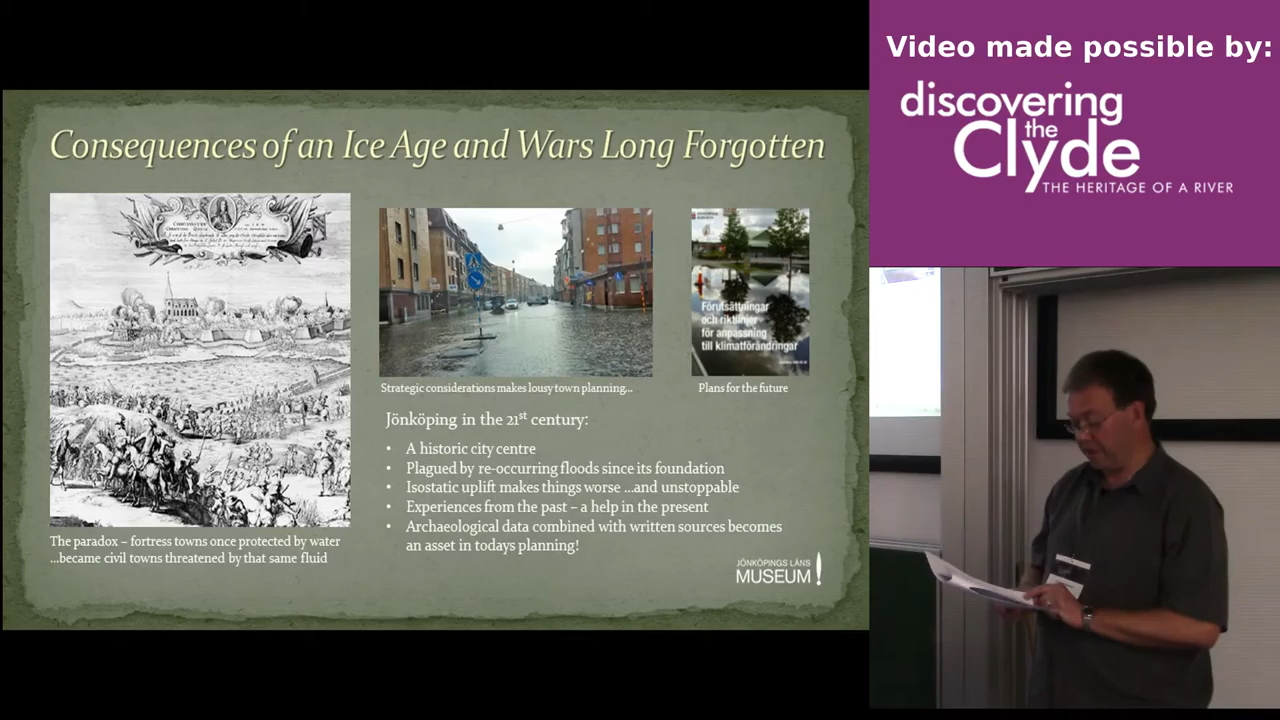 Video made possible by:
discovering
the
Clyde
THE HERITAGE OF A RIVER
Consequences of an Ice Age and Wars Long Forgotten
Förutsättningar
och riktlinjer
för anpassning
till klimatförändringar
Strategic considerations makes lousy town planning...
Plans for the future
Jönköping in the 21st century:
• A historic city centre
• Plagued by re-occurring floods since its foundation
• Isostatic uplift makes things worse ...and unstoppable
• Experiences from the past – a help in the present
• Archaeological data combined with written sources becomes
an asset in todays planning!
The paradox – fortress towns once protected by water
...became civil towns threatened by that same fluid
JÖNKÖPINGS LÄNS
MUSEUM!